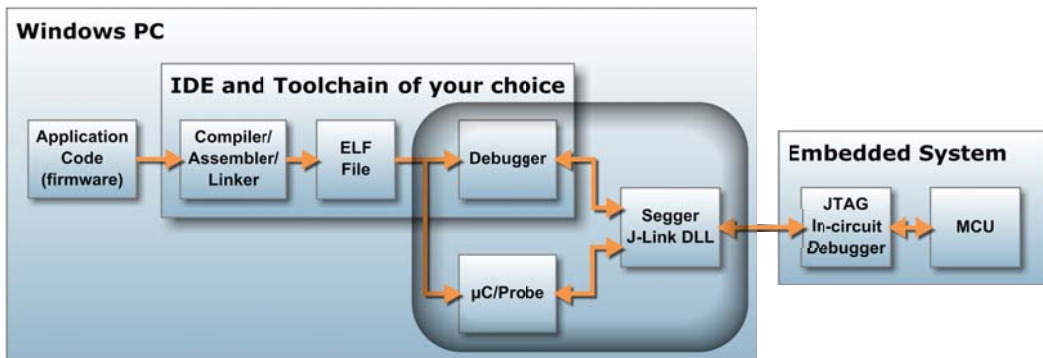 Windows PC
IDE and Toolchain of your choice
Application
Code
(firmware)
Compiler/
Assembler/
Linker
ELF
File
Debugger
Segger
J-Link DLL
µC/Probe
Embedded System
JTAG
In-circuit
Debugger
MCU